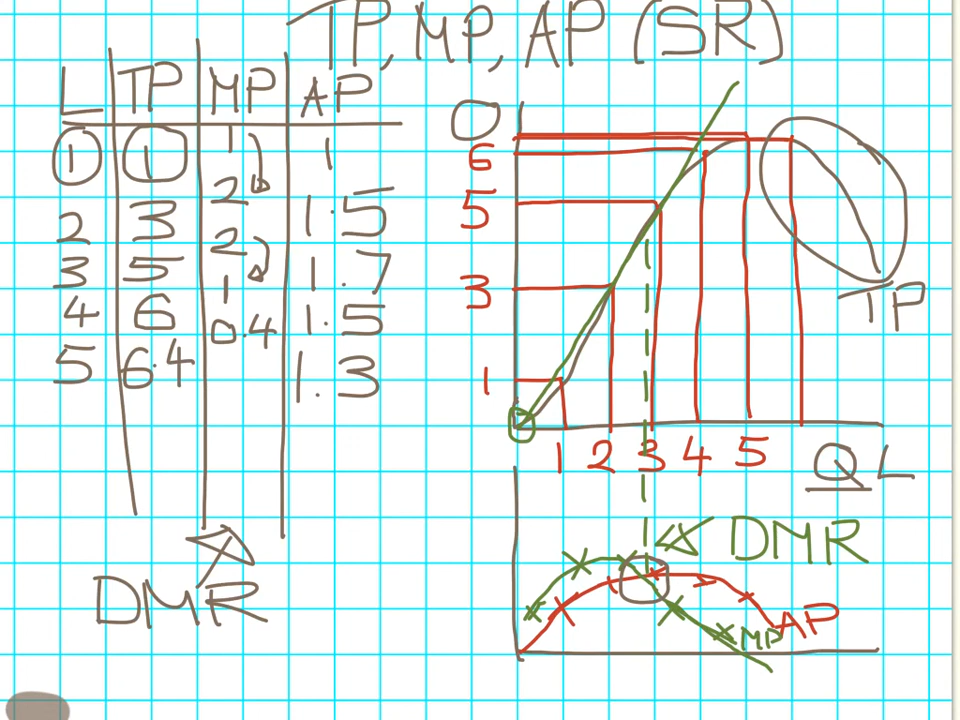 TP, MP, AP (SR)
L TP MP AP
1 1 1 1
2 3 2 1.5
3 5 2 1.7
4 6 1 1.5
5 6.4 0.4 1.3
DMR
O
6
5
3
1
TP
1 2 3 4 5 QL
DMR
AP
MP